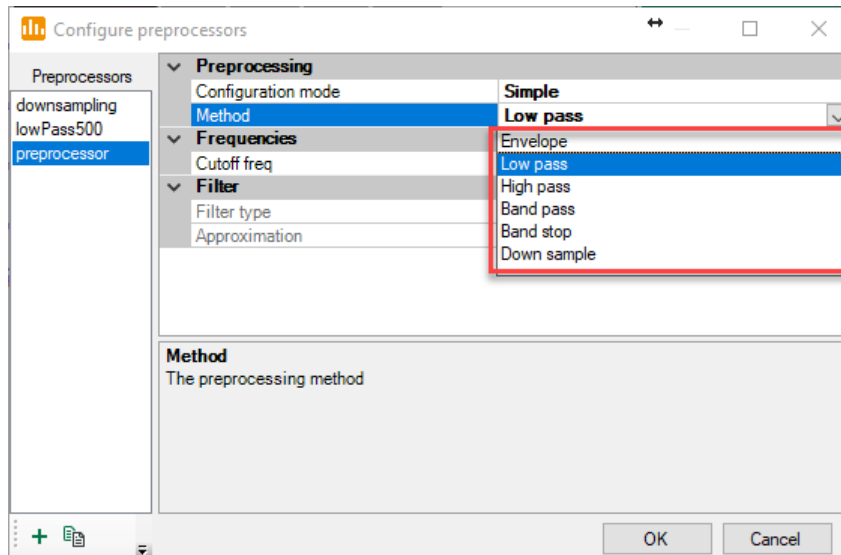 Configure preprocessors
Preprocessors
downsampling
lowPass500
preprocessor
Preprocessing
Configuration mode Simple
Method Low pass
Frequencies
Cutoff freq
Filter
Filter type
Approximation
Envelope
Low pass
High pass
Band pass
Band stop
Down sample
Method
The preprocessing method
OK Cancel